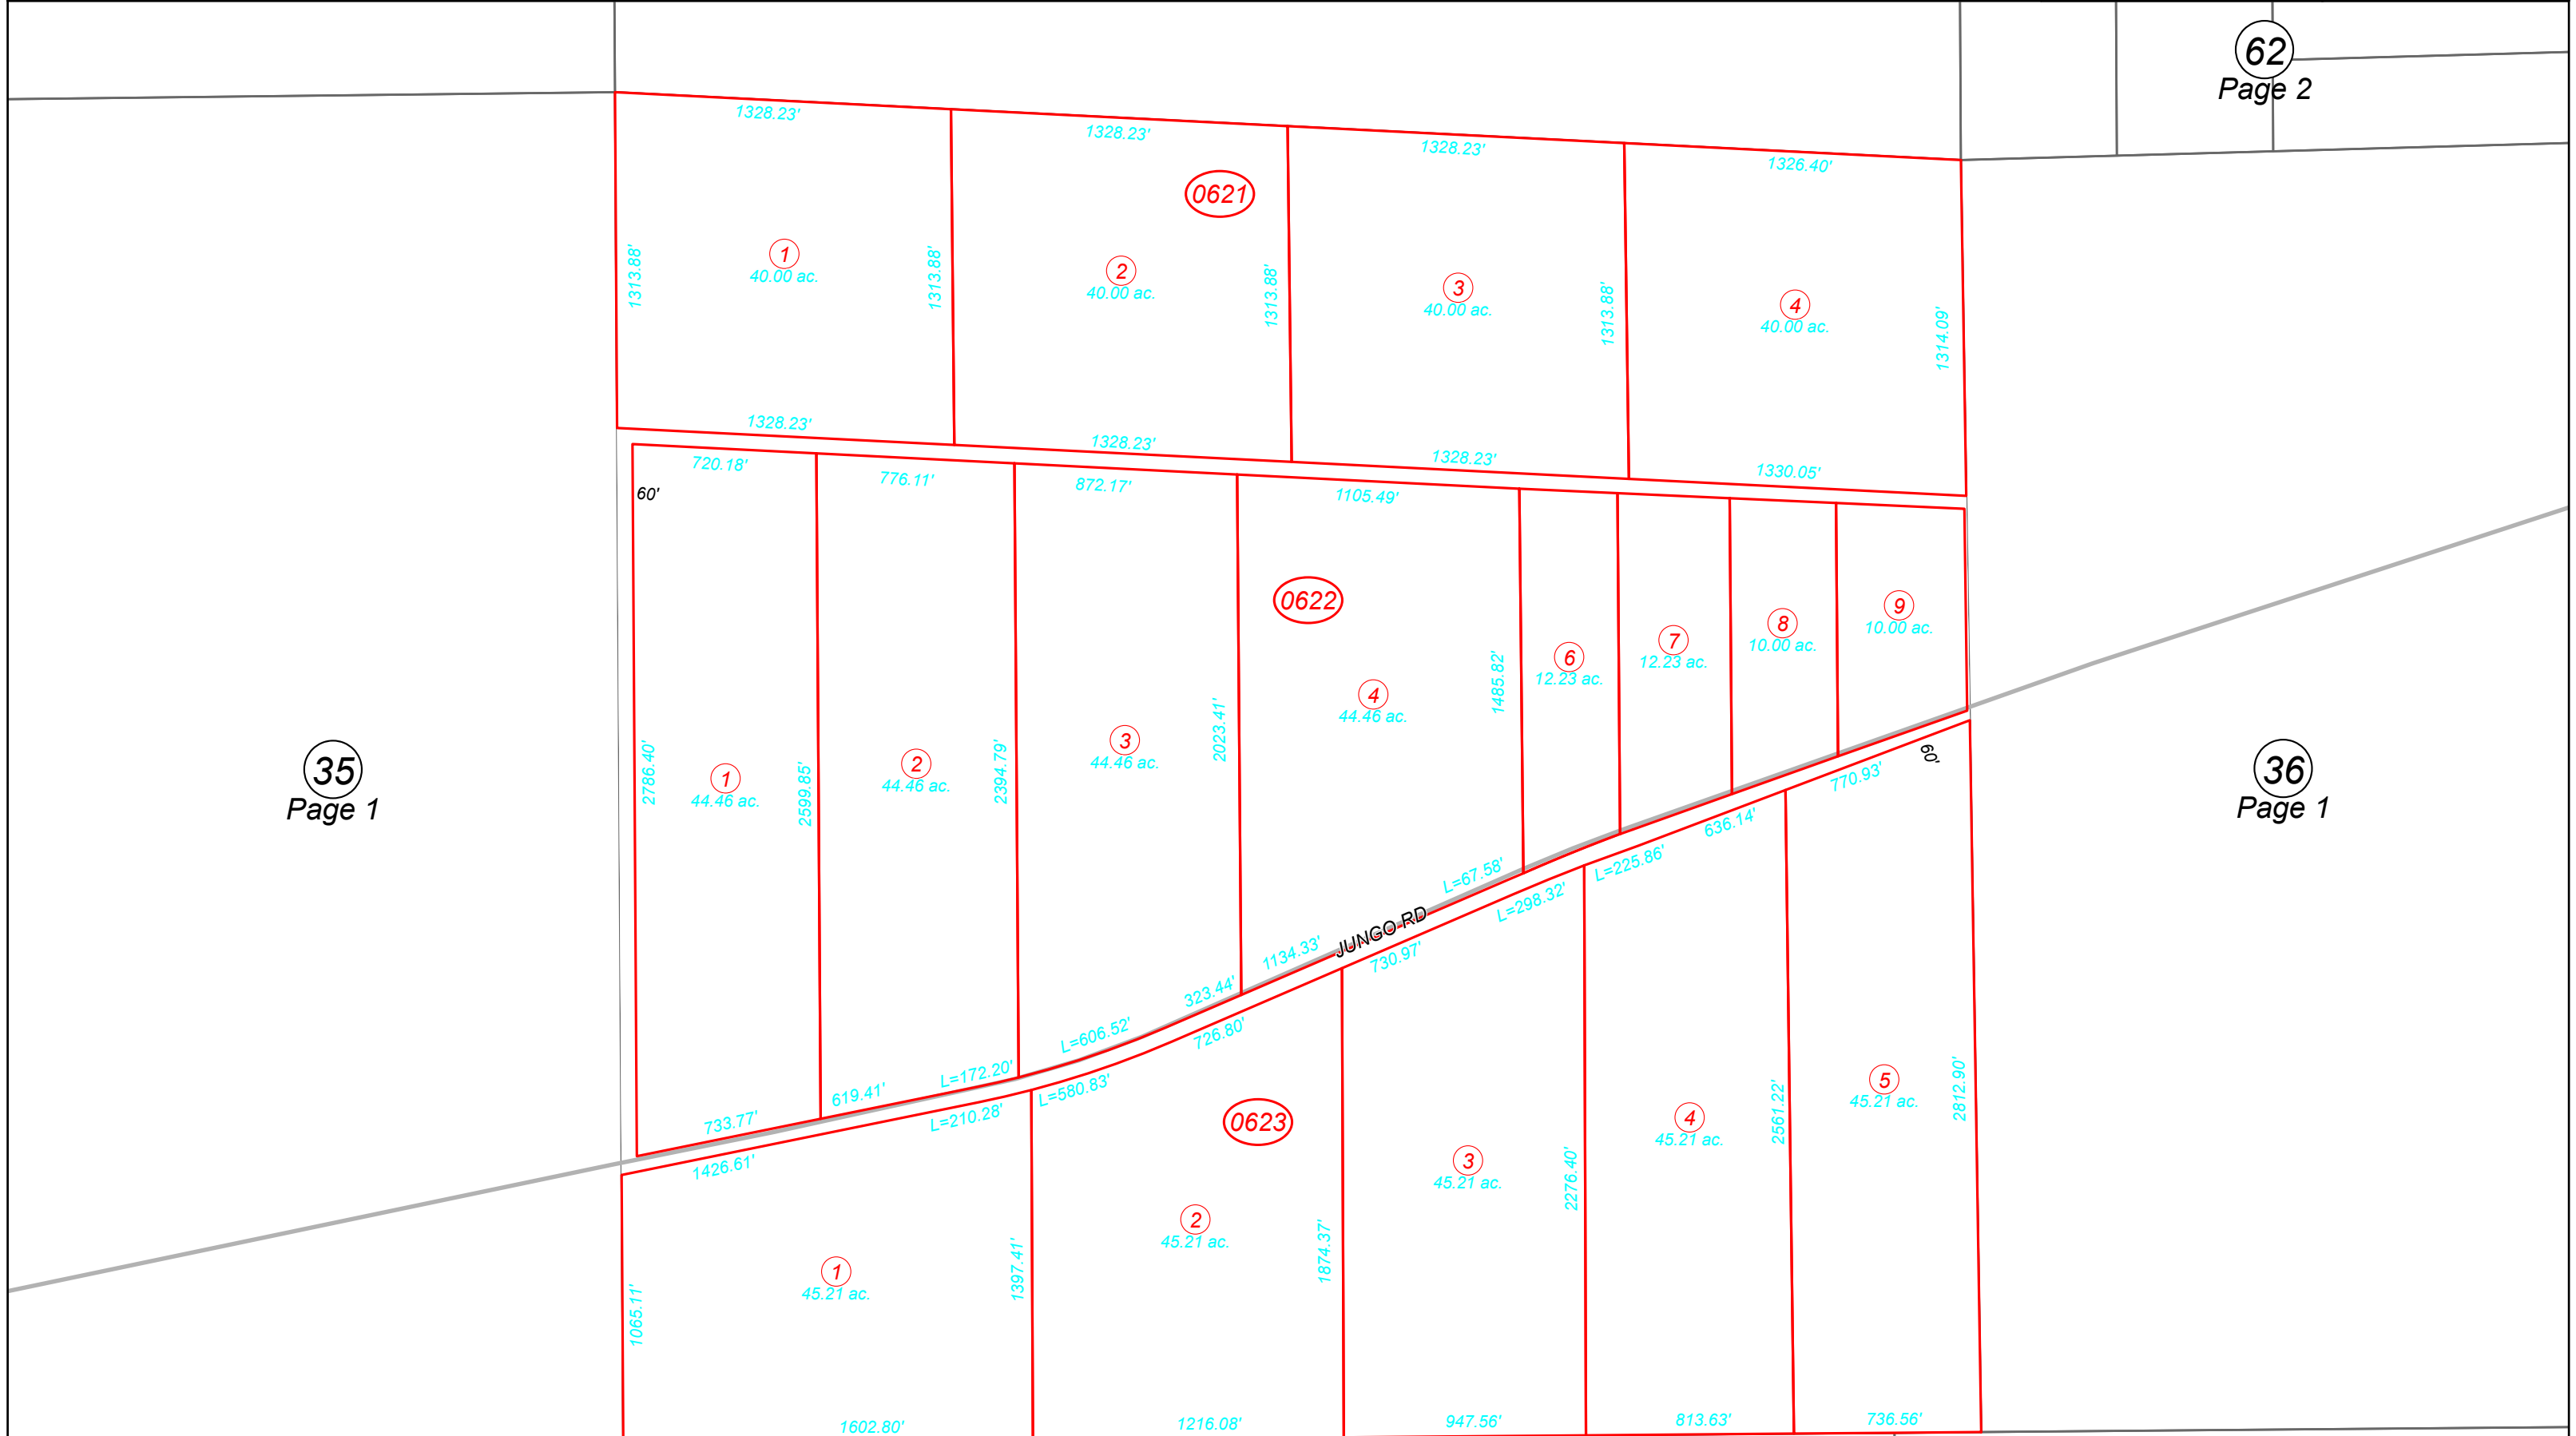 62
Page 2
1328.23'
1328.23'
1328.23'
1326.40'
0621
1
40.00 ac.
2
40.00 ac.
3
40.00 ac.
4
40.00 ac.
1313.88'
1313.88'
1313.88'
1313.88'
1314.09'
1328.23'
1328.23'
1328.23'
1330.05'
720.18'
776.11'
872.17'
1105.49'
60'
0622
1
44.46 ac.
2
44.46 ac.
3
44.46 ac.
4
44.46 ac.
6
12.23 ac.
7
12.23 ac.
8
10.00 ac.
9
10.00 ac.
2786.40'
2599.85'
2394.79'
2023.41'
1485.82'
35
Page 1
36
Page 1
60'
733.77'
619.41'
L=172.20'
L=606.52'
323.44'
1134.33'
L=67.58'
JUNGO RD
1426.61'
L=210.28'
L=580.83'
726.80'
730.97'
L=298.32'
L=225.86'
636.14'
770.93'
0623
1
45.21 ac.
2
45.21 ac.
3
45.21 ac.
4
45.21 ac.
5
45.21 ac.
1065.11'
1397.41'
1874.37'
2276.40'
2561.22'
2812.90'
1602.80'
1216.08'
947.56'
813.63'
736.56'